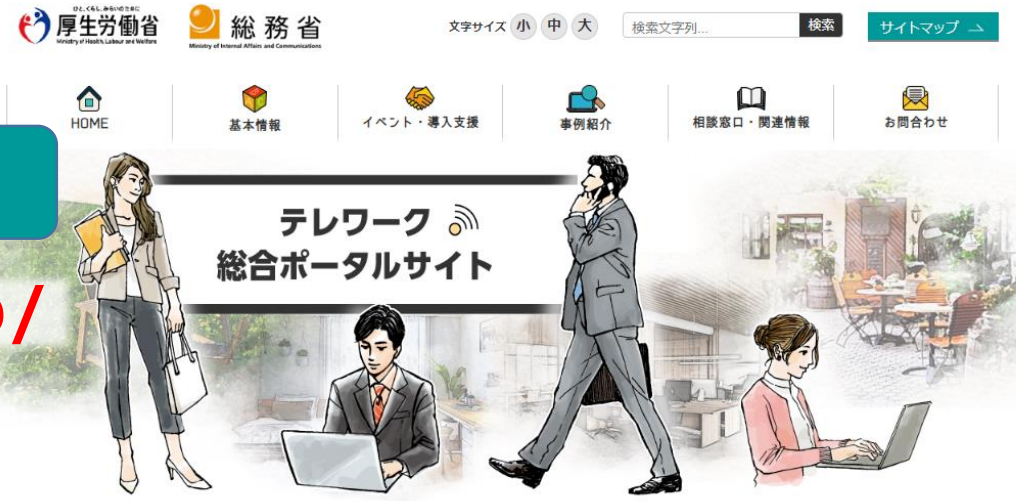 ひと、くらし、みらいのために
厚生労働省
Ministry of Health, Labour and Welfare
総務省
Ministry of Internal Affairs and Communications
文字サイズ 小 中 大
検索文字列... 検索
サイトマップ
HOME
基本情報
イベント・導入支援
事例紹介
相談窓口・関連情報
お問合わせ
テレワーク
総合ポータルサイト
/